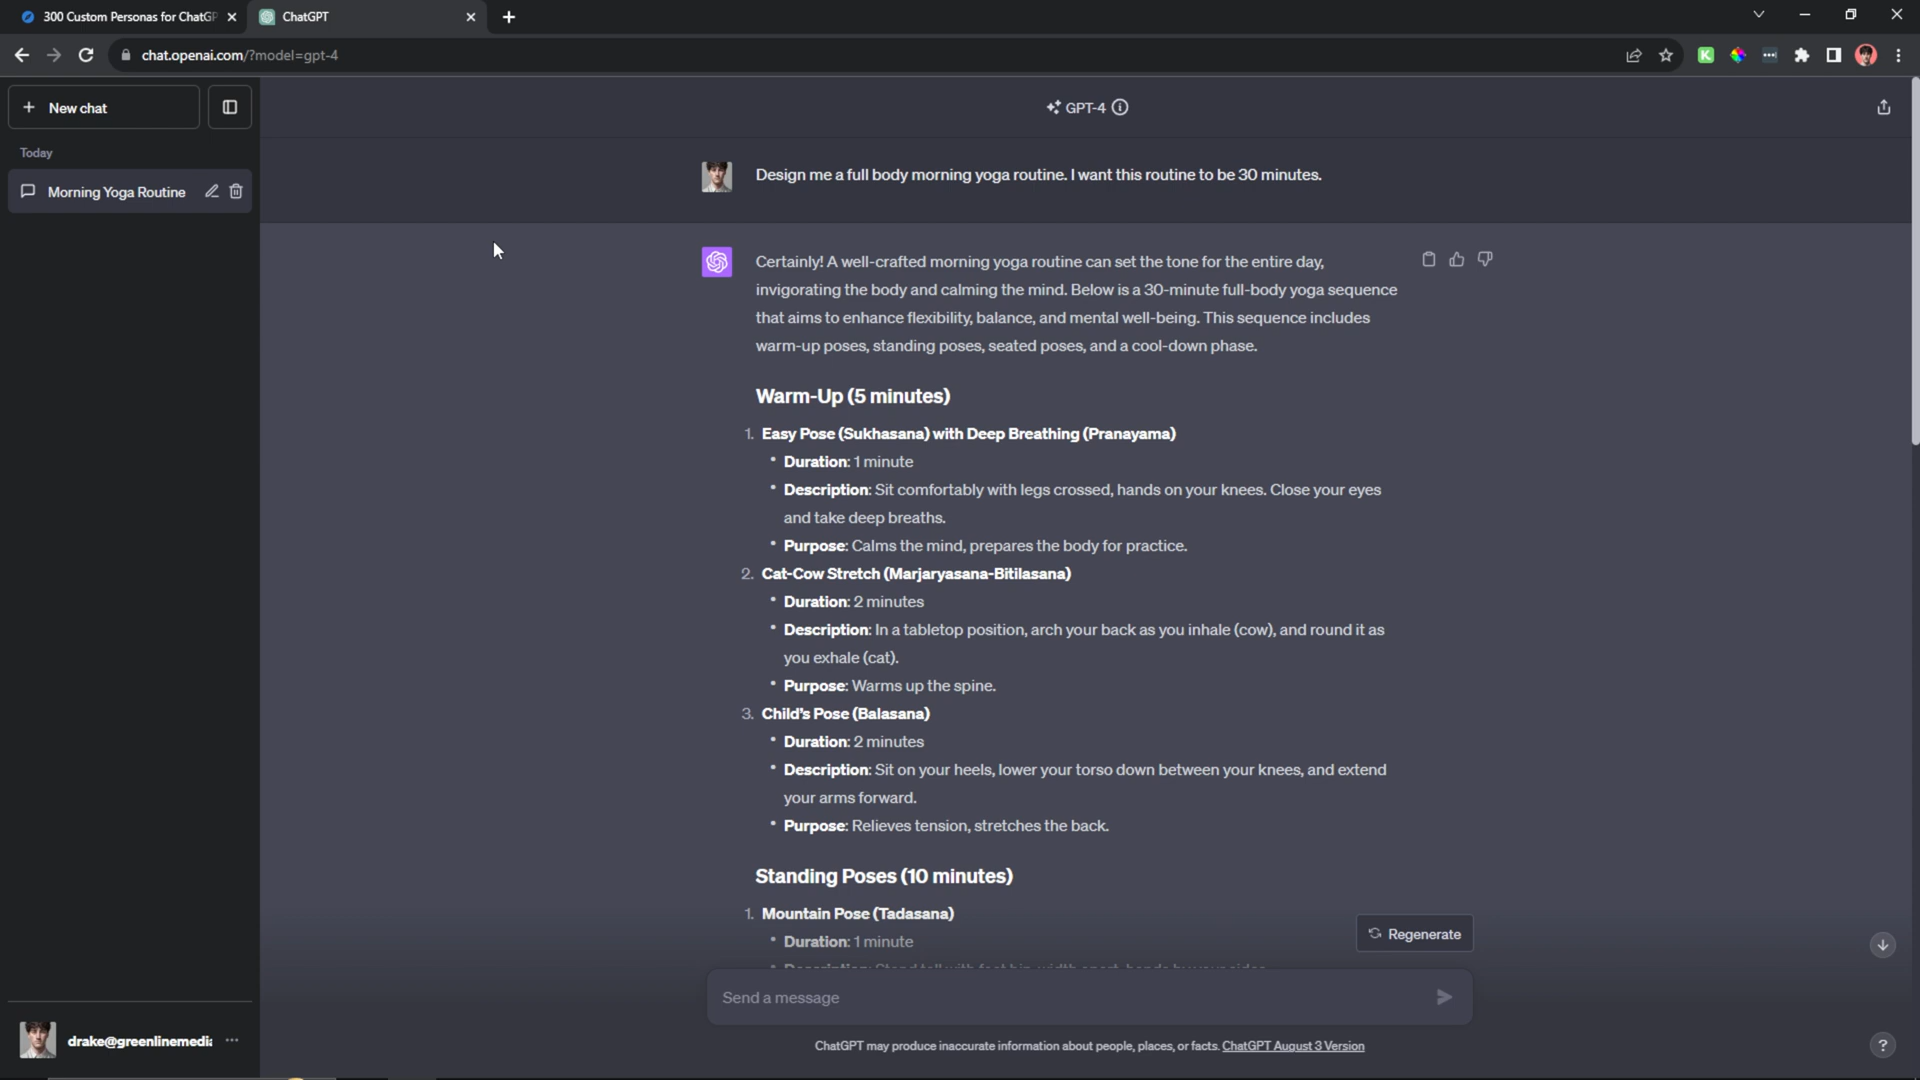 300 Custom Personas for ChatGP
ChatGPT
chat.openai.com/?model=gpt-4
New chat
GPT-4
Today
Morning Yoga Routine
Design me a full body morning yoga routine. I want this routine to be 30 minutes.
Certainly! A well-crafted morning yoga routine can set the tone for the entire day,
invigorating the body and calming the mind. Below is a 30-minute full-body yoga sequence
that aims to enhance flexibility, balance, and mental well-being. This sequence includes
warm-up poses, standing poses, seated poses, and a cool-down phase.
Warm-Up (5 minutes)
1. Easy Pose (Sukhasana) with Deep Breathing (Pranayama)
• Duration: 1 minute
• Description: Sit comfortably with legs crossed, hands on your knees. Close your eyes
and take deep breaths.
• Purpose: Calms the mind, prepares the body for practice.
2. Cat-Cow Stretch (Marjaryasana-Bitilasana)
• Duration: 2 minutes
• Description: In a tabletop position, arch your back as you inhale (cow), and round it as
you exhale (cat).
• Purpose: Warms up the spine.
3. Child's Pose (Balasana)
• Duration: 2 minutes
• Description: Sit on your heels, lower your torso down between your knees, and extend
your arms forward.
• Purpose: Relieves tension, stretches the back.
Standing Poses (10 minutes)
1. Mountain Pose (Tadasana)
• Duration: 1 minute
Regenerate
Send a message
drake@greenlinemedia
ChatGPT may produce inaccurate information about people, places, or facts. ChatGPT August 3 Version
?